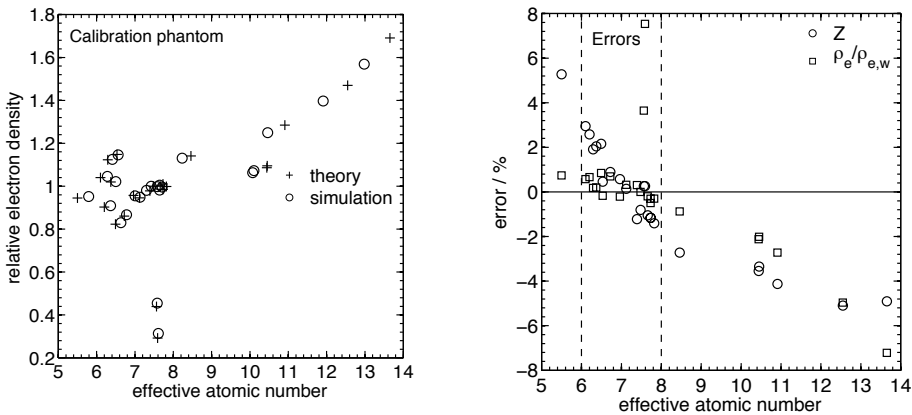 Calibration phantom
relative electron density
1.8
1.6
1.4
1.2
1
0.8
0.6
0.4
0.2
theory
simulation
5 6 7 8 9 10 11 12 13 14
effective atomic number
Errors
Z
ρe/ρe,w
error / %
8
6
4
2
0
−2
−4
−6
−8
5 6 7 8 9 10 11 12 13 14
effective atomic number